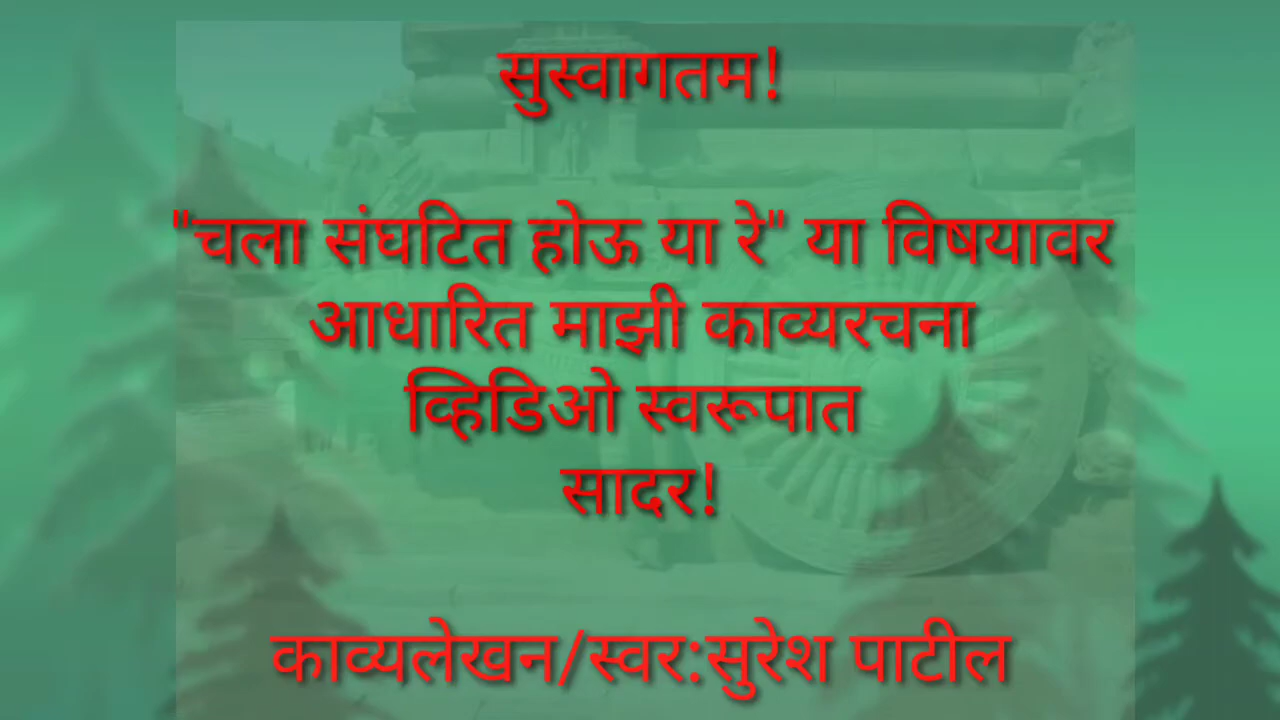 सुस्वागतम!
"चला संघटित होऊ या रे" या विषयावर
आधारित माझी काव्यरचना
व्हिडिओ स्वरूपात
सादर!
काव्यलेखन/स्वर:सुरेश पाटील